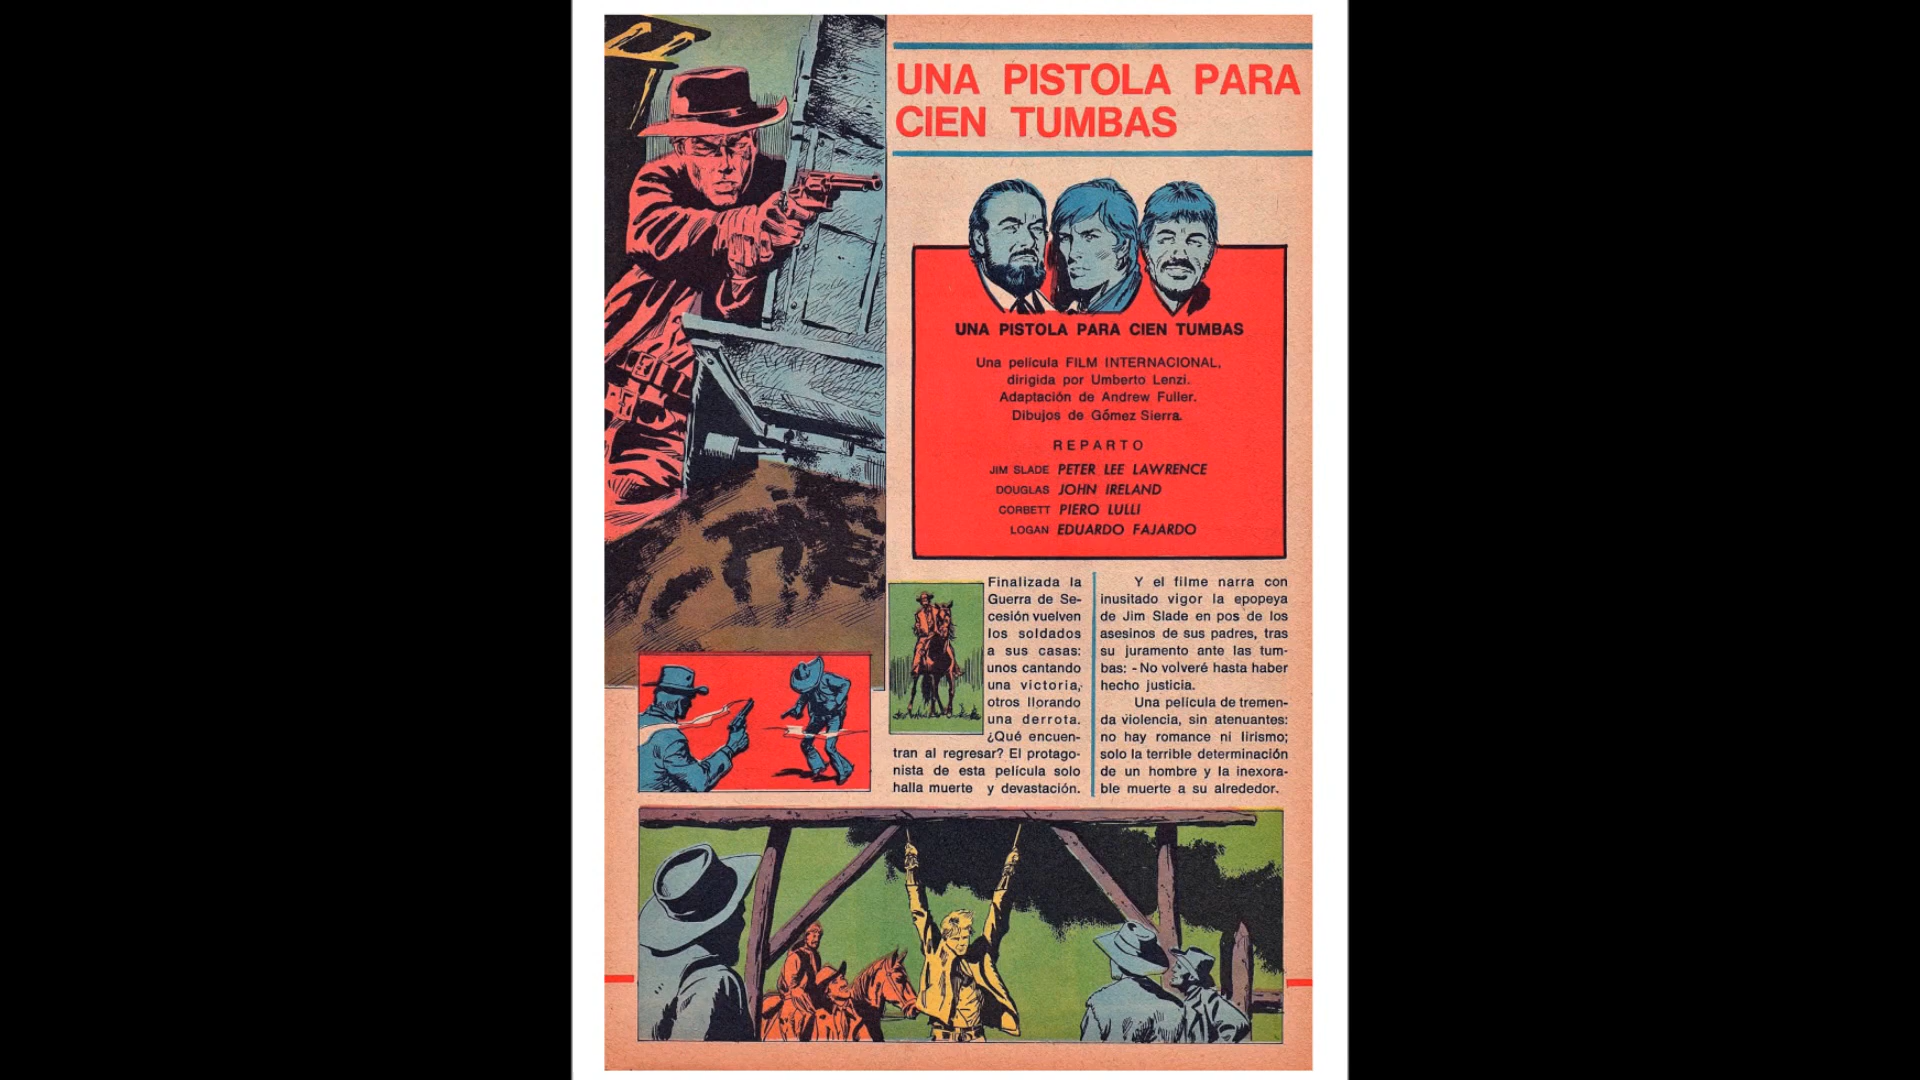 UNA PISTOLA PARA
CIEN TUMBAS
UNA PISTOLA PARA CIEN TUMBAS
Una película FILM INTERNACIONAL,
dirigida por Umberto Lenzi.
Adaptación de Andrew Fuller.
Dibujos de Gómez Sierra.
REPARTO
JIM SLADE PETER LEE LAWRENCE
DOUGLAS JOHN IRELAND
CORBETT PIERO LULLI
LOGAN EDUARDO FAJARDO
Finalizada la
Guerra de Se-
cesión vuelven
los soldados
a sus casas:
unos cantando
una victoria,
otros llorando
una derrota.
¿Qué encuen-
tran al regresar? El protago-
nista de esta película solo
halla muerte y devastación.
Y el filme narra con
inusitado vigor la epopeya
de Jim Slade en pos de los
asesinos de sus padres, tras
su juramento ante las tum-
bas: - No volveré hasta haber
hecho justicia.
Una película de tremen-
da violencia, sin atenuantes:
no hay romance ni lirismo;
solo la terrible determinación
de un hombre y la inexora-
ble muerte a su alrededor.